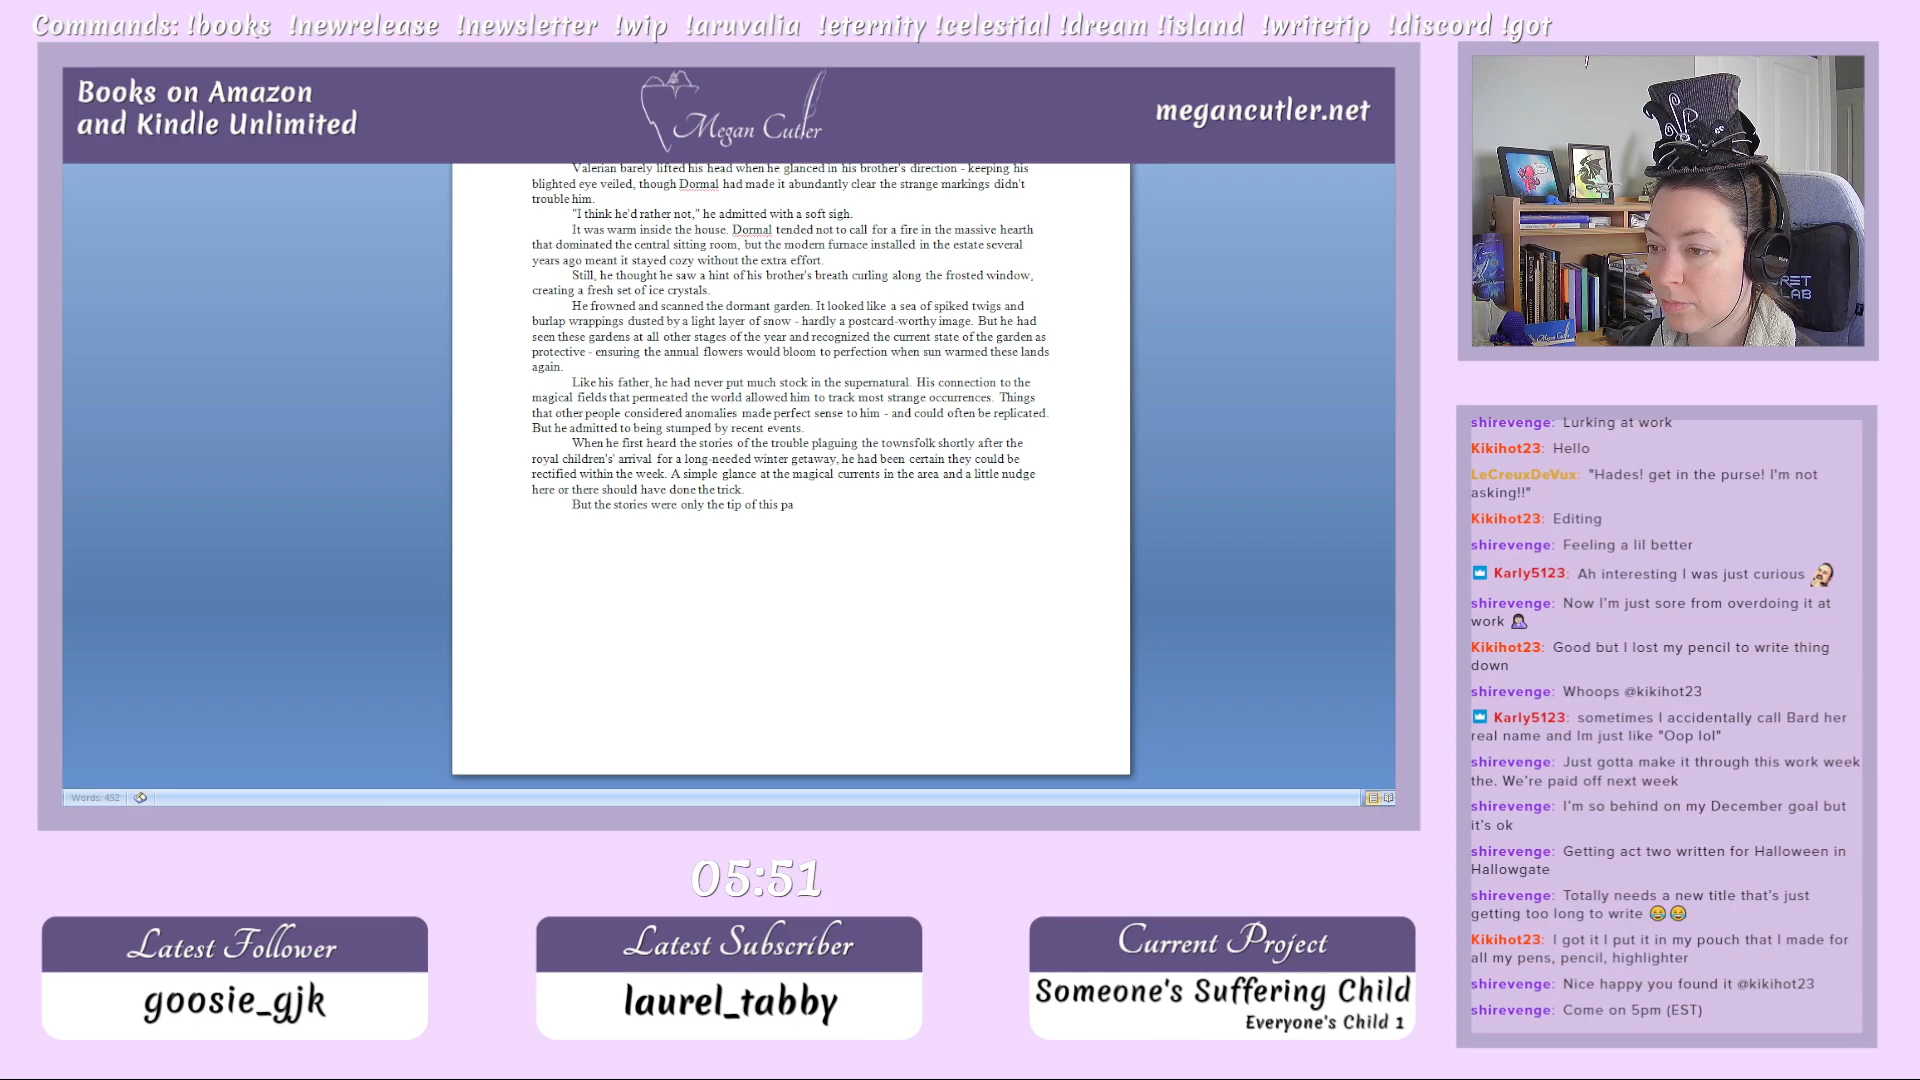 Commands: !books !newrelease !newsletter !wip !aruvalia !eternity !celestial !dream !island !writetip !discord !got
Books on Amazon
and Kindle Unlimited
Megan Cutler
megancutler.net
Valerian barely lifted his head when he glanced in his brother's direction - keeping his
blighted eye veiled, though Dormal had made it abundantly clear the strange markings didn't
trouble him.
"I think he'd rather not," he admitted with a soft sigh.
It was warm inside the house. Dormal tended not to call for a fire in the massive hearth
that dominated the central sitting room, but the modern furnace installed in the estate several
years ago meant it stayed cozy without the extra effort.
Still, he thought he saw a hint of his brother's breath curling along the frosted window,
creating a fresh set of ice crystals.
He frowned and scanned the dormant garden. It looked like a sea of spiked twigs and
burlap wrappings dusted by a light layer of snow - hardly a postcard-worthy image. But he had
seen these gardens at all other stages of the year and recognized the current state of the garden as
protective - ensuring the annual flowers would bloom to perfection when sun warmed these lands
again.
Like his father, he had never put much stock in the supernatural. His connection to the
magical fields that permeated the world allowed him to track most strange occurrences. Things
that other people considered anomalies made perfect sense to him - and could often be replicated.
But he admitted to being stumped by recent events.
When he first heard the stories of the trouble plaguing the townsfolk shortly after the
royal children's' arrival for a long-needed winter getaway, he had been certain they could be
rectified within the week. A simple glance at the magical currents in the area and a little nudge
here or there should have done the trick.
But the stories were only the tip of this pa
Words: 452
05:51
Latest Follower
goosie_gjk
Latest Subscriber
laurel_tabby
Current Project
Someone's Suffering Child
Everyone's Child 1
shirevenge: Lurking at work
Kikihot23: Hello
LeCreuxDeVux: "Hades! get in the purse! I'm not
asking!!"
Kikihot23: Editing
shirevenge: Feeling a lil better
Karly5123: Ah interesting I was just curious
shirevenge: Now I'm just sore from overdoing it at
work
Kikihot23: Good but I lost my pencil to write thing
down
shirevenge: Whoops @kikihot23
Karly5123: sometimes I accidentally call Bard her
real name and Im just like "Oop lol"
shirevenge: Just gotta make it through this work week
the. We're paid off next week
shirevenge: I'm so behind on my December goal but
it's ok
shirevenge: Getting act two written for Halloween in
Hallowgate
shirevenge: Totally needs a new title that's just
getting too long to write
Kikihot23: I got it I put it in my pouch that I made for
all my pens, pencil, highlighter
shirevenge: Nice happy you found it @kikihot23
shirevenge: Come on 5pm (EST)